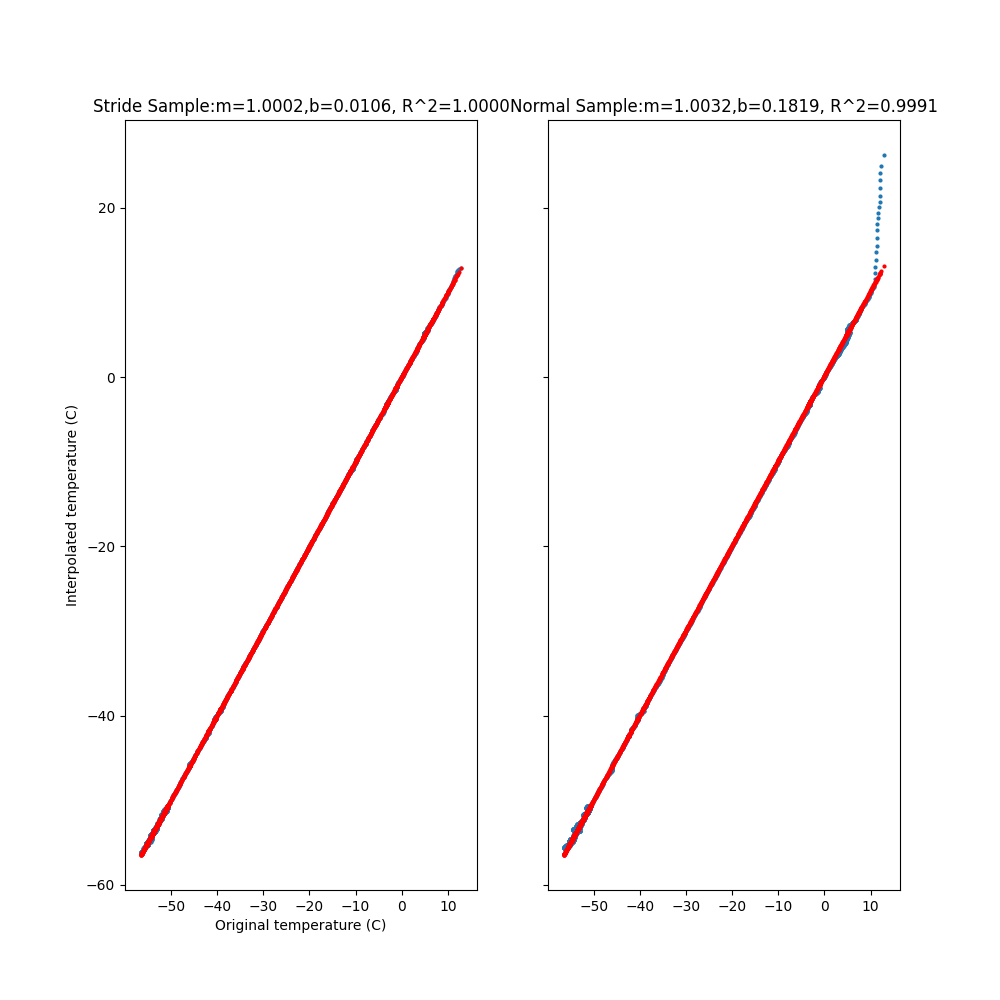 Stride Sample:m=1.0002,b=0.0106, R^2=1.0000
Normal Sample:m=1.0032,b=0.1819, R^2=0.9991
20
0
−20
−40
−60
Interpolated temperature (C)
−50 −40 −30 −20 −10 0 10
−50 −40 −30 −20 −10 0 10
Original temperature (C)